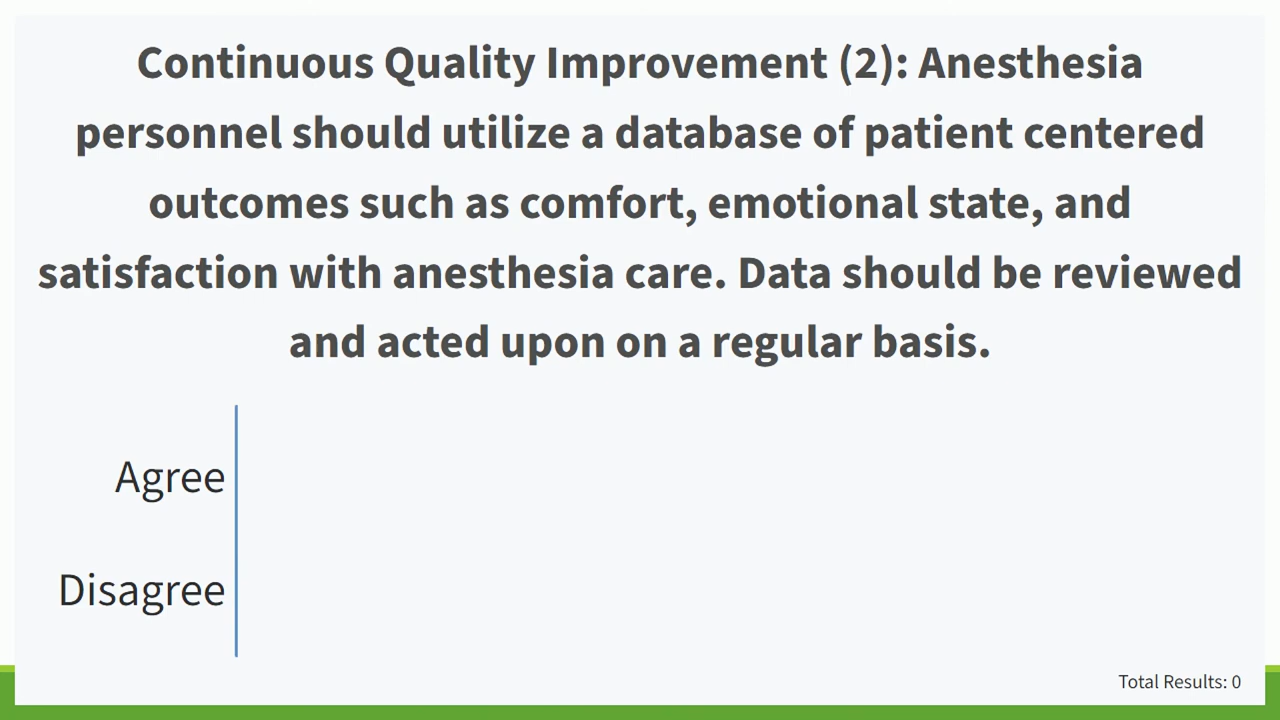 Continuous Quality Improvement (2): Anesthesia
personnel should utilize a database of patient centered
outcomes such as comfort, emotional state, and
satisfaction with anesthesia care. Data should be reviewed
and acted upon on a regular basis.
Agree
Disagree
Total Results: 0